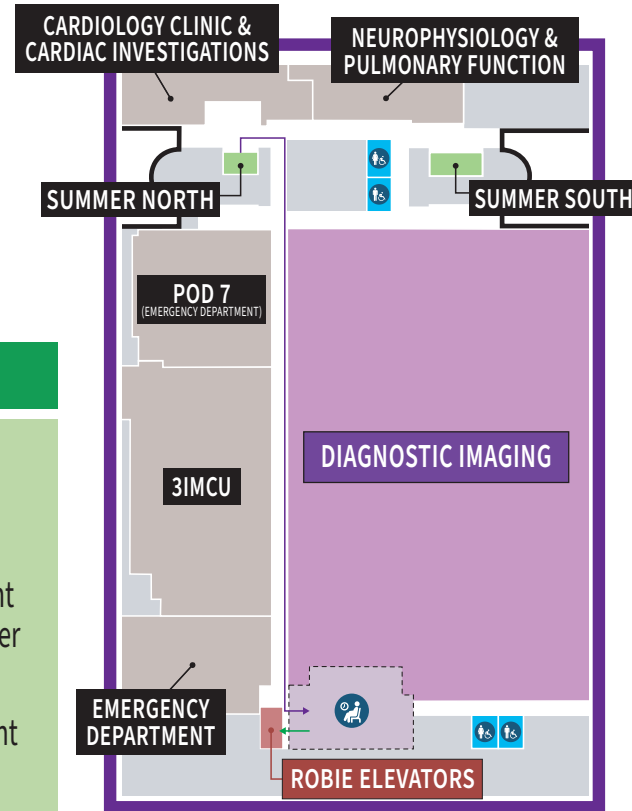 CARDIOLOGY CLINIC &
CARDIAC INVESTIGATIONS
NEUROPHYSIOLOGY &
PULMONARY FUNCTION
SUMMER NORTH
SUMMER SOUTH
POD 7
(EMERGENCY DEPARTMENT)
DIAGNOSTIC IMAGING
3IMCU
EMERGENCY
DEPARTMENT
ROBIE ELEVATORS